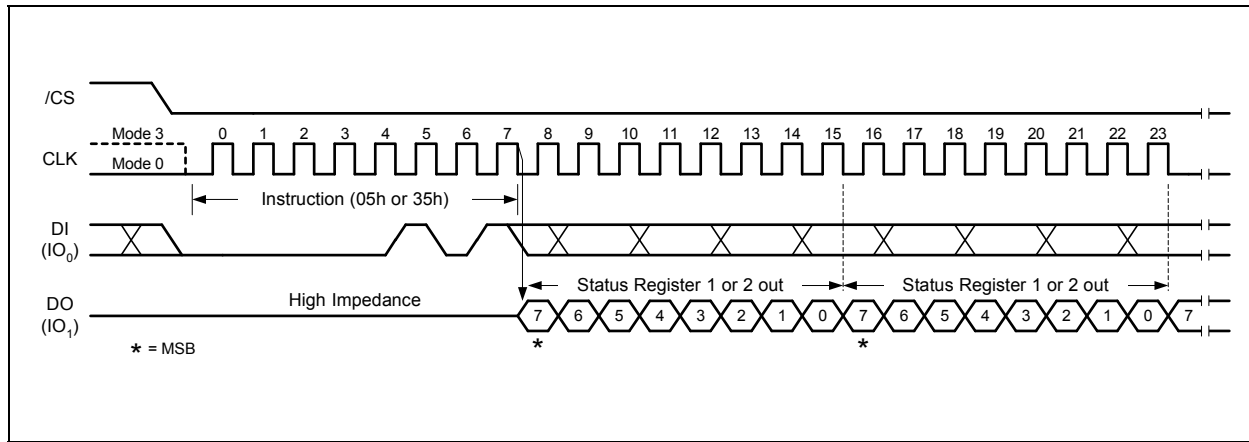 /CS
Mode 3 0 1 2 3 4 5 6 7 8 9 10 11 12 13 14 15 16 17 18 19 20 21 22 23
CLK Mode 0
Instruction (05h or 35h)
DI
(IO0)
Status Register 1 or 2 out Status Register 1 or 2 out
High Impedance
DO 7 6 5 4 3 2 1 0 7 6 5 4 3 2 1 0 7
(IO1)
* *
* = MSB